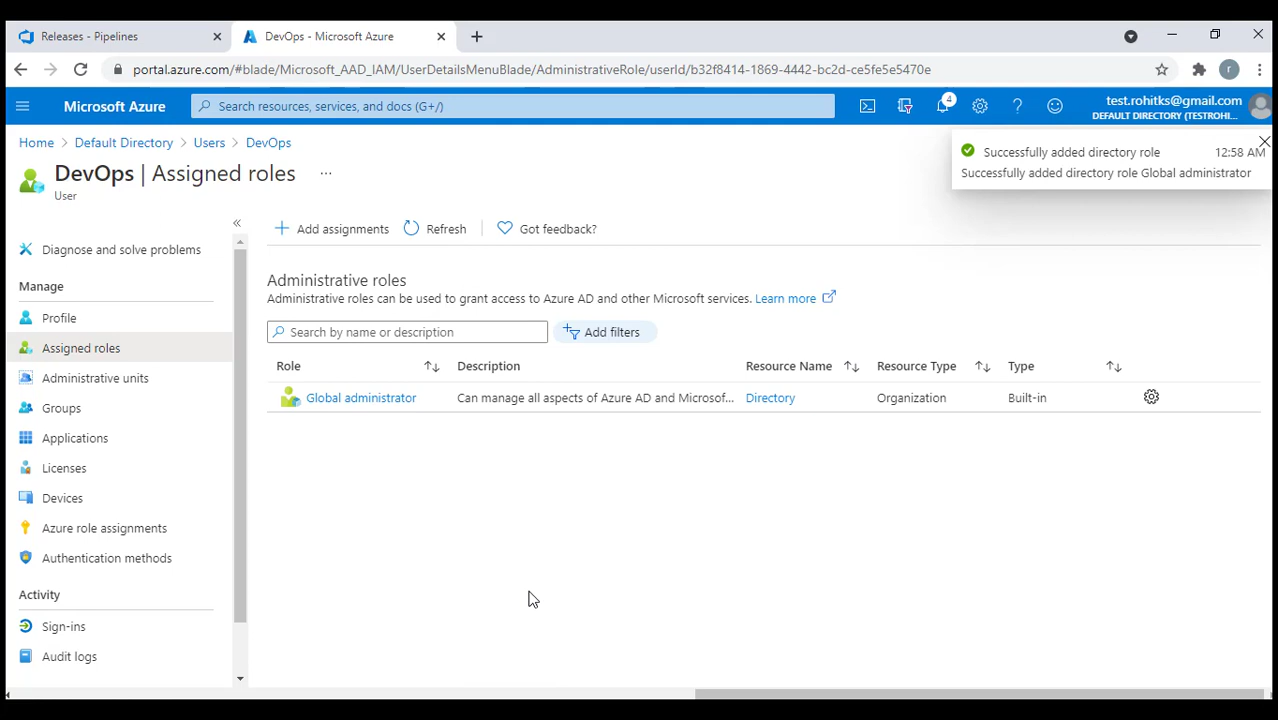 Releases - Pipelines
DevOps - Microsoft Azure
portal.azure.com/#blade/Microsoft_AAD_IAM/UserDetailsMenuBlade/AdministrativeRole/userId/b32f8414-1869-4442-bc2d-ce5fe5e5470e
r
Microsoft Azure
Search resources, services, and docs (G+/)
4
test.rohitks@gmail.com
DEFAULT DIRECTORY (TESTROHI...
Home > Default Directory > Users > DevOps
Successfully added directory role 12:58 AM
Successfully added directory role Global administrator
DevOps | Assigned roles ...
User
«
Diagnose and solve problems
Manage
Profile
Assigned roles
Administrative units
Groups
Applications
Licenses
Devices
Azure role assignments
Authentication methods
Activity
Sign-ins
Audit logs
Add assignments Refresh Got feedback?
Administrative roles
Administrative roles can be used to grant access to Azure AD and other Microsoft services. Learn more
Search by name or description Add filters
Role Description Resource Name Resource Type Type
Global administrator Can manage all aspects of Azure AD and Microsof... Directory Organization Built-in